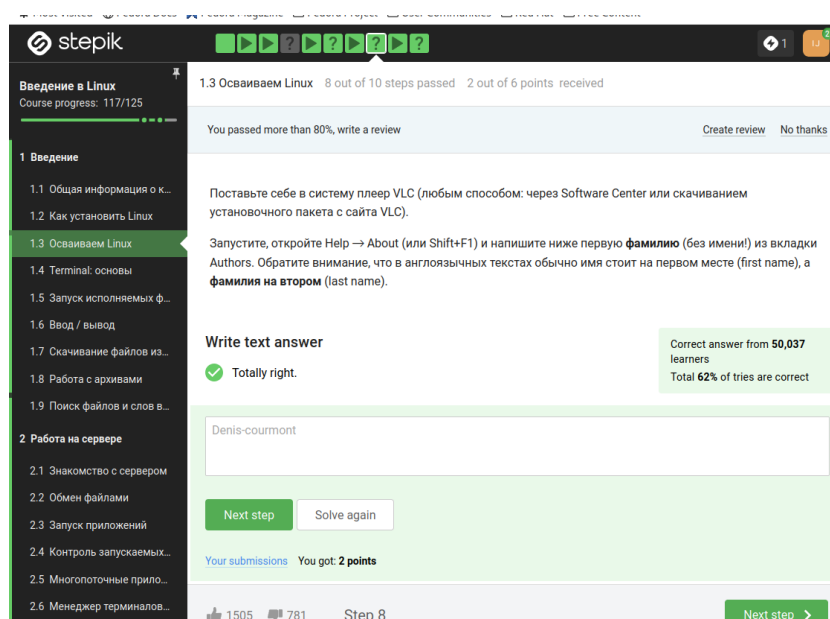 stepik
? ? ? ?
1
IJ
2
Введение в Linux
Course progress: 117/125
1.3 Осваиваем Linux 8 out of 10 steps passed 2 out of 6 points received
You passed more than 80%, write a review Create review No thanks
1 Введение
1.1 Общая информация о к...
1.2 Как установить Linux
1.3 Осваиваем Linux
1.4 Terminal: основы
1.5 Запуск исполняемых ф...
1.6 Ввод / вывод
1.7 Скачивание файлов из...
1.8 Работа с архивами
1.9 Поиск файлов и слов в...
2 Работа на сервере
2.1 Знакомство с сервером
2.2 Обмен файлами
2.3 Запуск приложений
2.4 Контроль запускаемых...
2.5 Многопоточные прило...
2.6 Менеджер терминалов...
Поставьте себе в систему плеер VLC (любым способом: через Software Center или скачиванием
установочного пакета с сайта VLC).
Запустите, откройте Help → About (или Shift+F1) и напишите ниже первую фамилию (без имени!) из вкладки
Authors. Обратите внимание, что в англоязычных текстах обычно имя стоит на первом месте (first name), а
фамилия на втором (last name).
Write text answer
Totally right.
Correct answer from 50,037
learners
Total 62% of tries are correct
Denis-courmont
Next step Solve again
Your submissions You got: 2 points
1505 781 Step 8 Next step